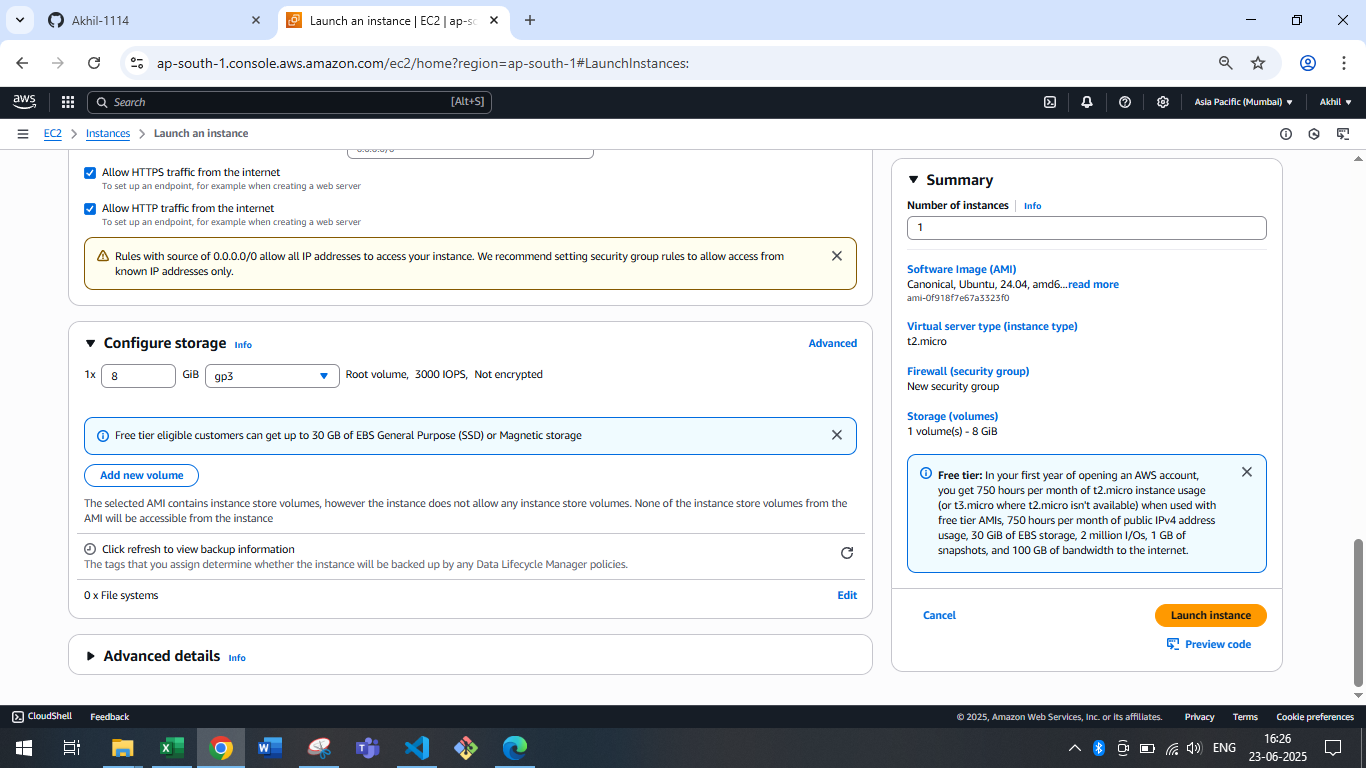 Akhil-1114
Launch an instance | EC2 | ap-so
ap-south-1.console.aws.amazon.com/ec2/home?region=ap-south-1#LaunchInstances:
aws
Search
[Alt+S]
Asia Pacific (Mumbai)
Akhil
EC2
Instances
Launch an instance
0.0.0.0/0
Allow HTTPS traffic from the internet
To set up an endpoint, for example when creating a web server
Allow HTTP traffic from the internet
To set up an endpoint, for example when creating a web server
Rules with source of 0.0.0.0/0 allow all IP addresses to access your instance. We recommend setting security group rules to allow access from
known IP addresses only.
Configure storage Info
Advanced
1x 8 GiB gp3 Root volume, 3000 IOPS, Not encrypted
Free tier eligible customers can get up to 30 GB of EBS General Purpose (SSD) or Magnetic storage
Add new volume
The selected AMI contains instance store volumes, however the instance does not allow any instance store volumes. None of the instance store volumes from the
AMI will be accessible from the instance
Click refresh to view backup information
The tags that you assign determine whether the instance will be backed up by any Data Lifecycle Manager policies.
0 x File systems
Edit
Advanced details Info
Summary
Number of instances Info
1
Software Image (AMI)
Canonical, Ubuntu, 24.04, amd6...read more
ami-0f918f7e67a3323f0
Virtual server type (instance type)
t2.micro
Firewall (security group)
New security group
Storage (volumes)
1 volume(s) - 8 GiB
Free tier: In your first year of opening an AWS account,
you get 750 hours per month of t2.micro instance usage
(or t3.micro where t2.micro isn't available) when used with
free tier AMIs, 750 hours per month of public IPv4 address
usage, 30 GiB of EBS storage, 2 million I/Os, 1 GB of
snapshots, and 100 GB of bandwidth to the internet.
Cancel
Launch instance
Preview code
CloudShell
Feedback
© 2025, Amazon Web Services, Inc. or its affiliates.
Privacy
Terms
Cookie preferences
ENG
16:26
23-06-2025